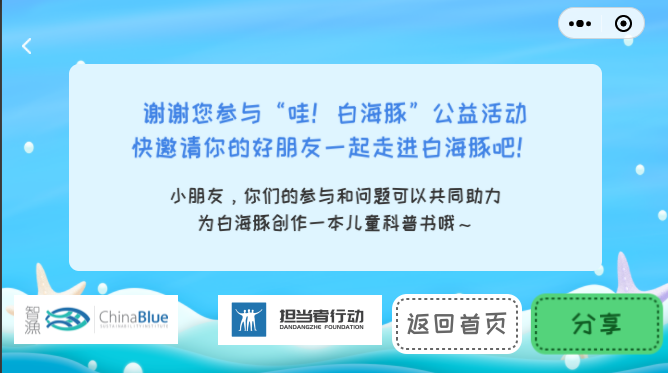 谢谢您参与“哇！白海豚”公益活动
快邀请你的好朋友一起走进白海豚吧！
小朋友，你们的参与和问题可以共同助力
为白海豚创作一本儿童科普书哦～
智渔
ChinaBlue
SUSTAINABILITY INSTITUTE
担当者行动
DANDANGZHE FOUNDATION
返回首页
分享